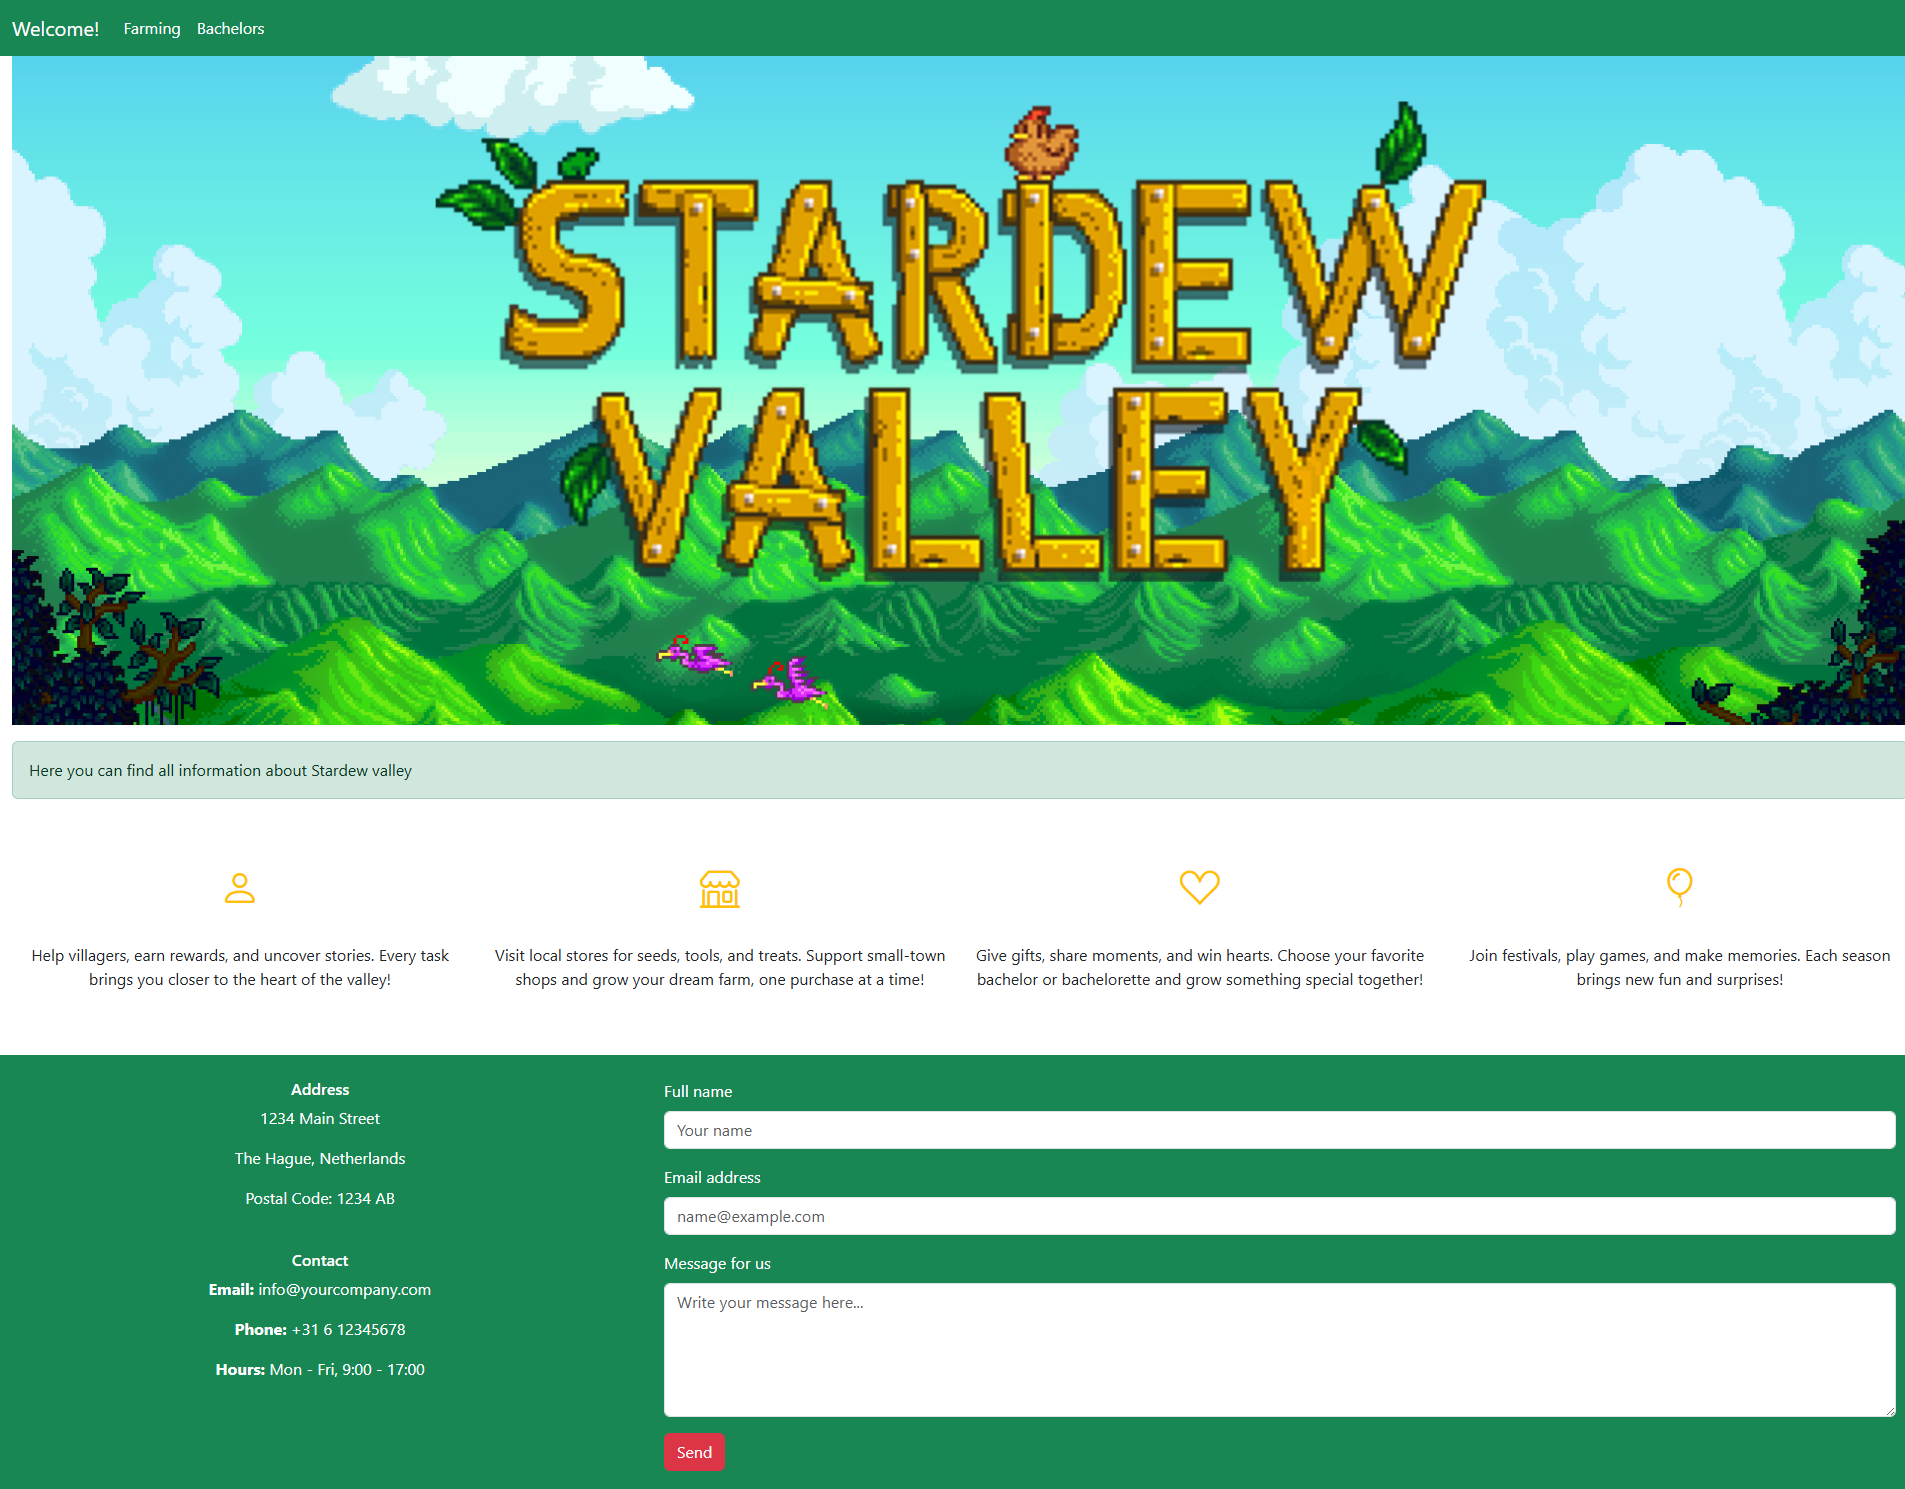 Welcome! Farming Bachelors
STARDEW
VALLEY
Here you can find all information about Stardew valley
Help villagers, earn rewards, and uncover stories. Every task
brings you closer to the heart of the valley!
Visit local stores for seeds, tools, and treats. Support small-town
shops and grow your dream farm, one purchase at a time!
Give gifts, share moments, and win hearts. Choose your favorite
bachelor or bachelorette and grow something special together!
Join festivals, play games, and make memories. Each season
brings new fun and surprises!
Address
1234 Main Street
The Hague, Netherlands
Postal Code: 1234 AB
Contact
Email: info@yourcompany.com
Phone: +31 6 12345678
Hours: Mon - Fri, 9:00 - 17:00
Full name
Your name
Email address
name@example.com
Message for us
Write your message here...
Send